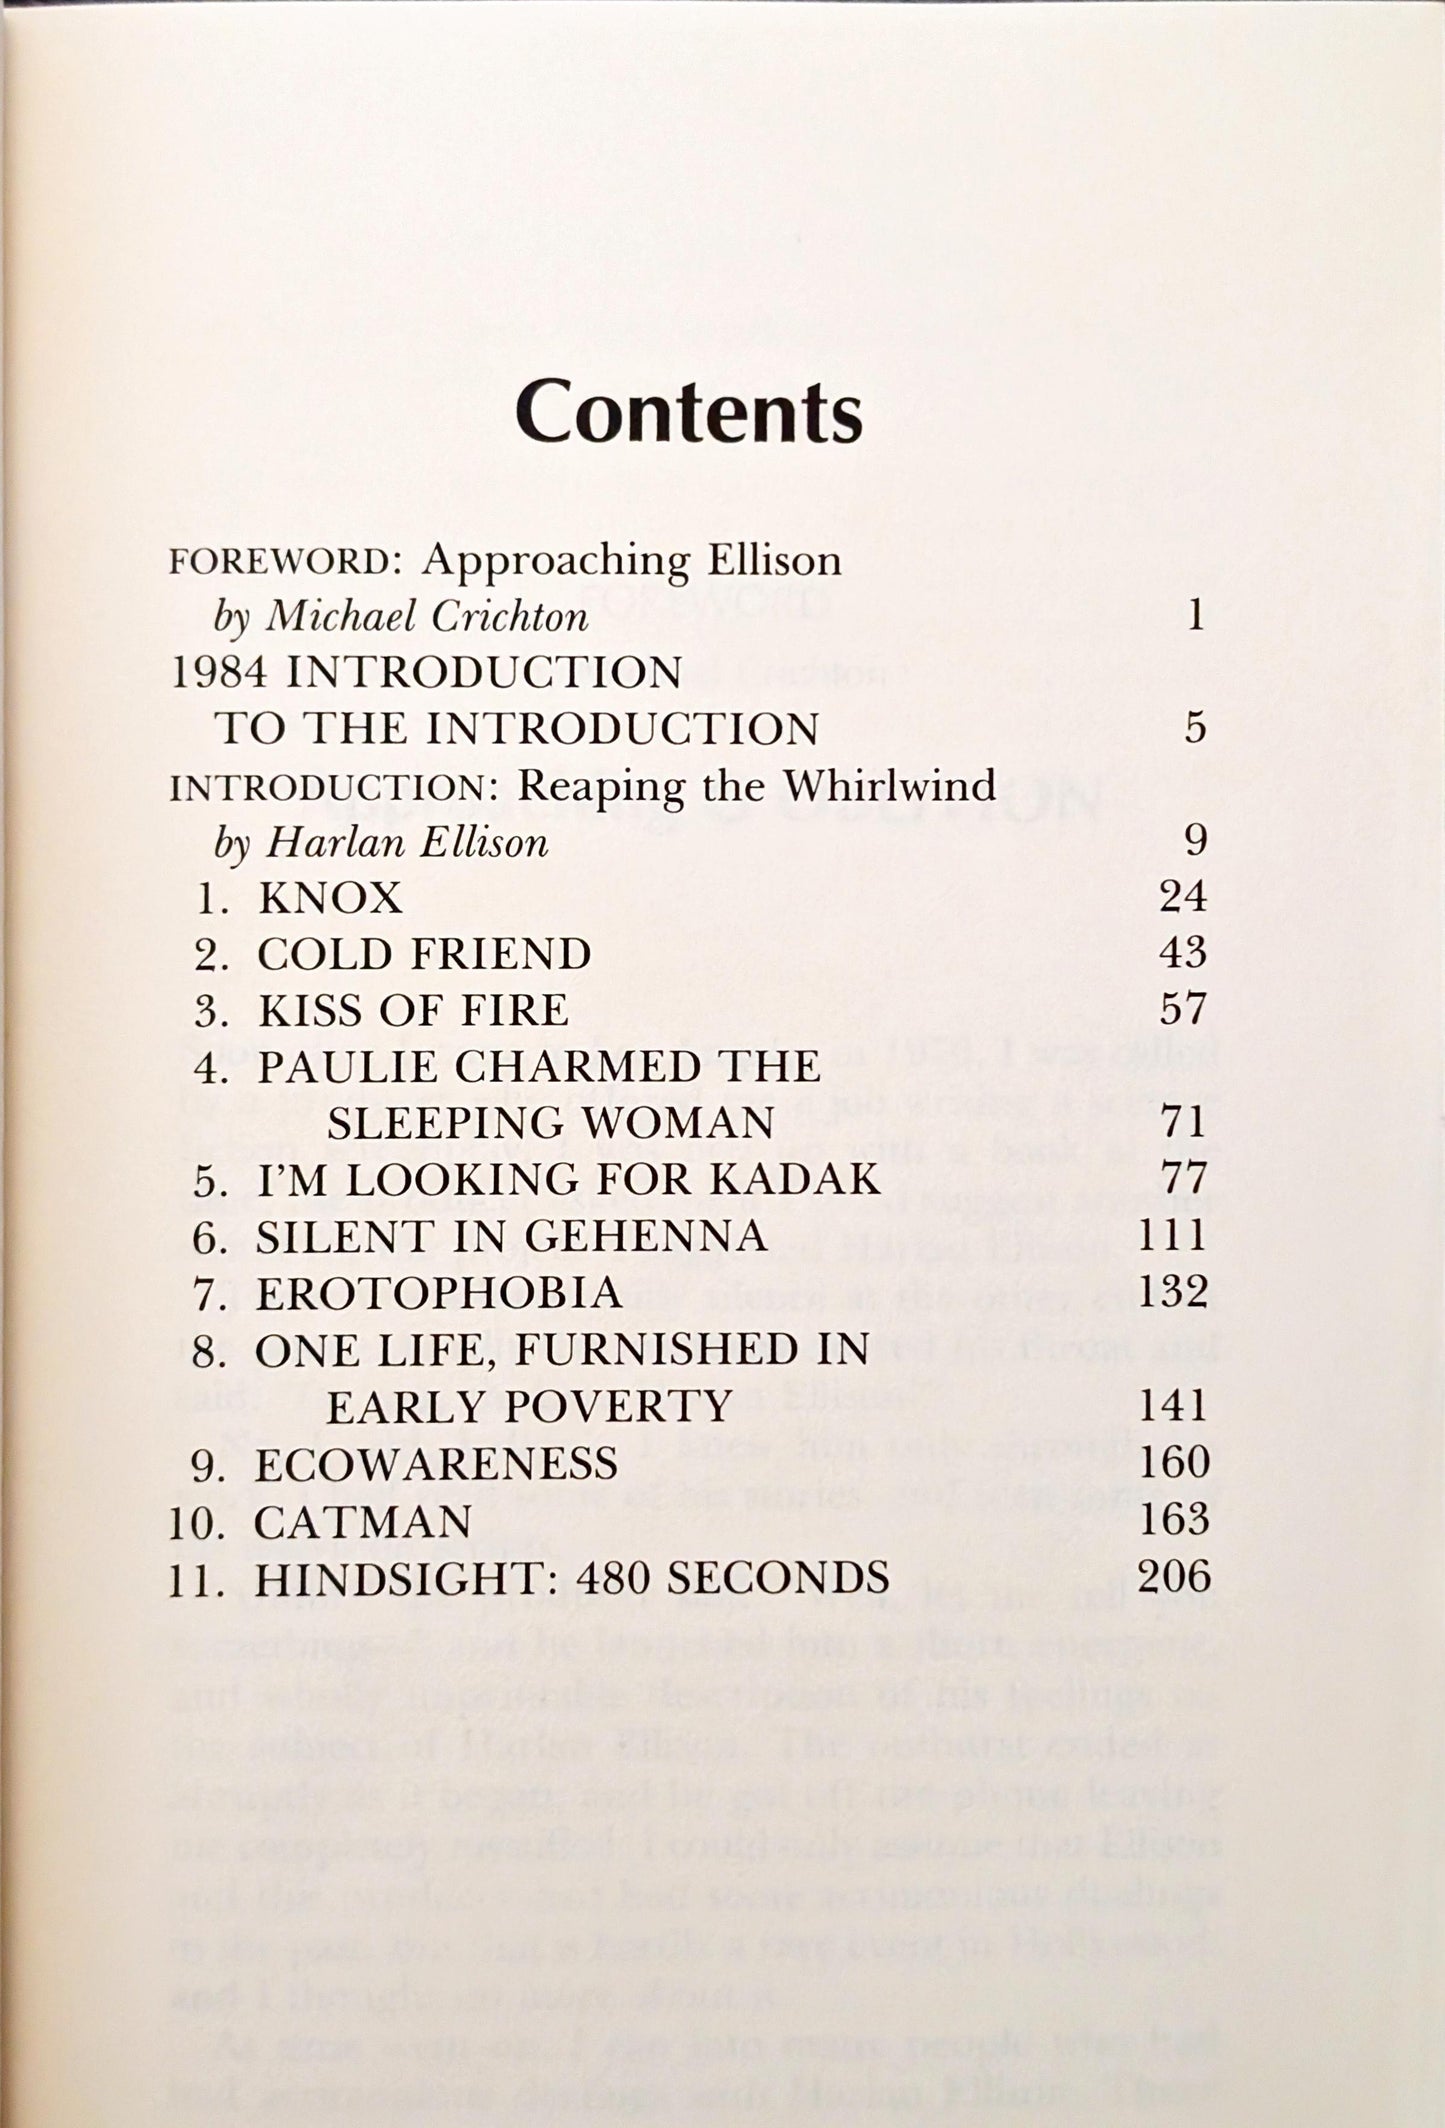 Contents
FOREWORD: Approaching Ellison
by Michael Crichton 1
1984 INTRODUCTION
TO THE INTRODUCTION 5
INTRODUCTION: Reaping the Whirlwind
by Harlan Ellison 9
1. KNOX 24
2. COLD FRIEND 43
3. KISS OF FIRE 57
4. PAULIE CHARMED THE
SLEEPING WOMAN 71
5. I'M LOOKING FOR KADAK 77
6. SILENT IN GEHENNA 111
7. EROTOPHOBIA 132
8. ONE LIFE, FURNISHED IN
EARLY POVERTY 141
9. ECOWARENESS 160
10. CATMAN 163
11. HINDSIGHT: 480 SECONDS 206